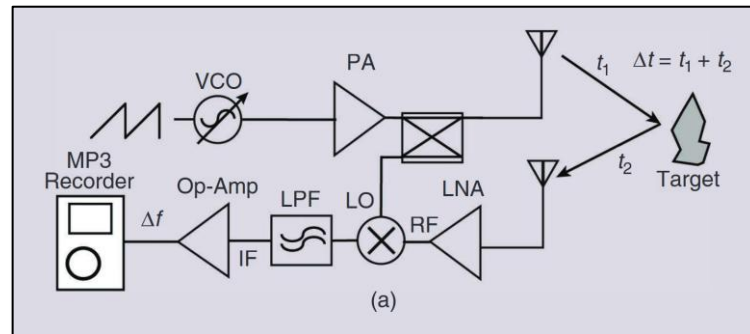 PA
t1
Δt = t1 + t2
VCO
MP3
Recorder
Op-Amp
LPF
LO
LNA
t2
Target
Δf
IF
RF
(a)